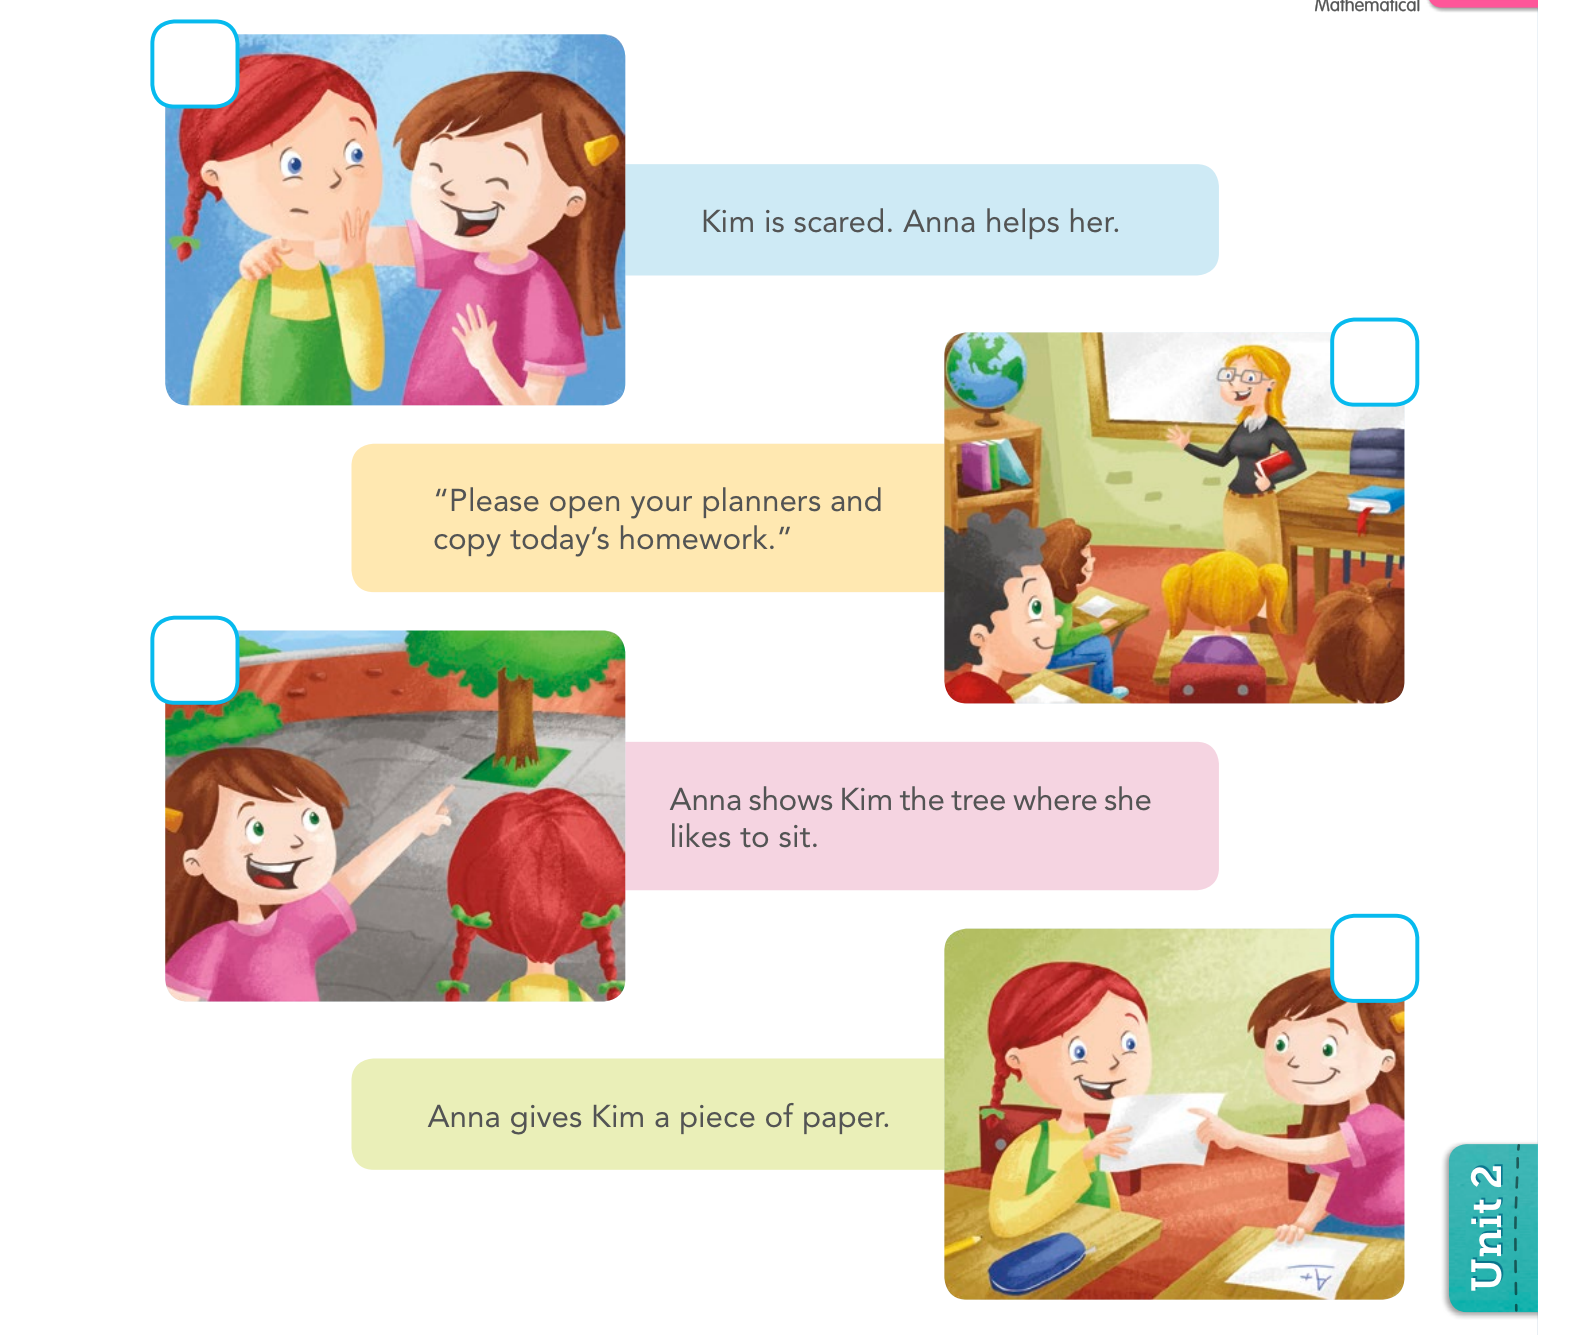 Mathematical
Kim is scared. Anna helps her.
“Please open your planners and
copy today’s homework.”
Anna shows Kim the tree where she
likes to sit.
Anna gives Kim a piece of paper.
A+
Unit 2